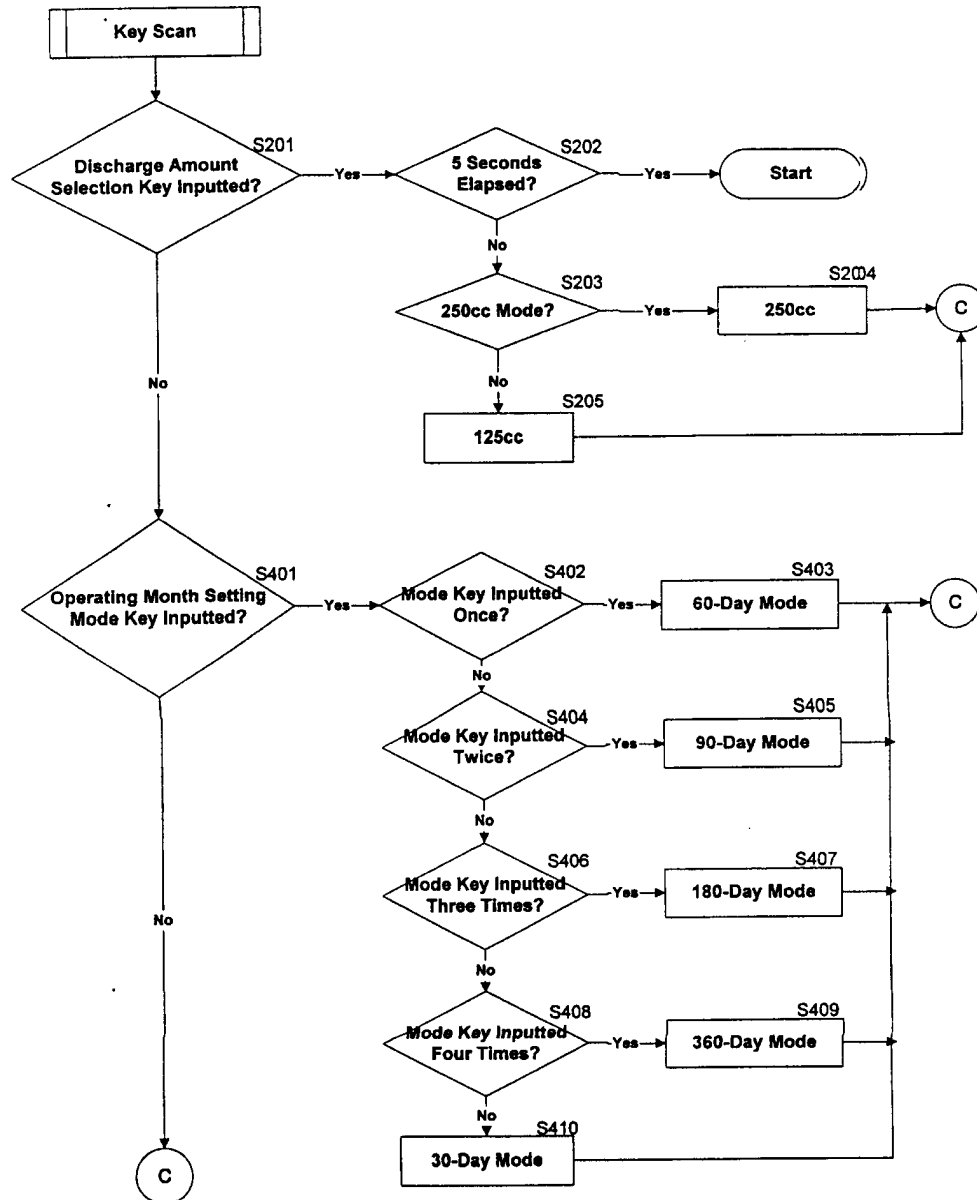 Key Scan
S201
Discharge Amount
Selection Key Inputted?
Yes
S202
5 Seconds
Elapsed?
Yes
Start
No
S203
250cc Mode?
Yes
S2004
250cc
C
No
S205
125cc
No
S401
Operating Month Setting
Mode Key Inputted?
Yes
S402
Mode Key Inputted
Once?
Yes
S403
60-Day Mode
C
No
S404
Mode Key Inputted
Twice?
Yes
S405
90-Day Mode
No
S406
Mode Key Inputted
Three Times?
Yes
S407
180-Day Mode
No
No
S408
Mode Key Inputted
Four Times?
Yes
S409
360-Day Mode
No
S410
30-Day Mode
C